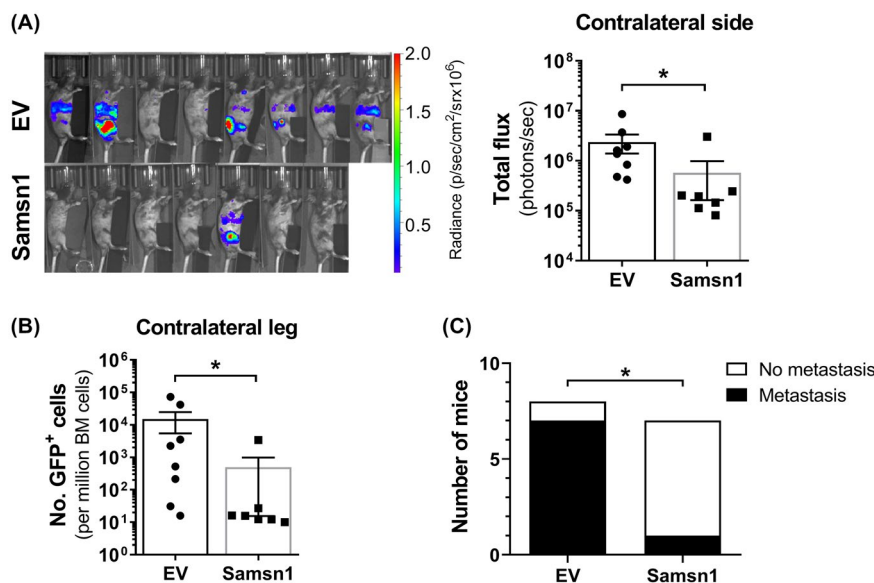 (A)
EV
Samsn1
2.0
1.5
1.0
0.5
Radiance (p/sec/cm²/srx10⁶)
Contralateral side
Total flux
(photons/sec)
10⁸
10⁷
10⁶
10⁵
10⁴
*
EV Samsn1
(B)
Contralateral leg
No. GFP⁺ cells
(per million BM cells)
10⁶
10⁵
10⁴
10³
10²
10¹
10⁰
*
EV Samsn1
(C)
Number of mice
10
5
0
*
EV Samsn1
No metastasis
Metastasis